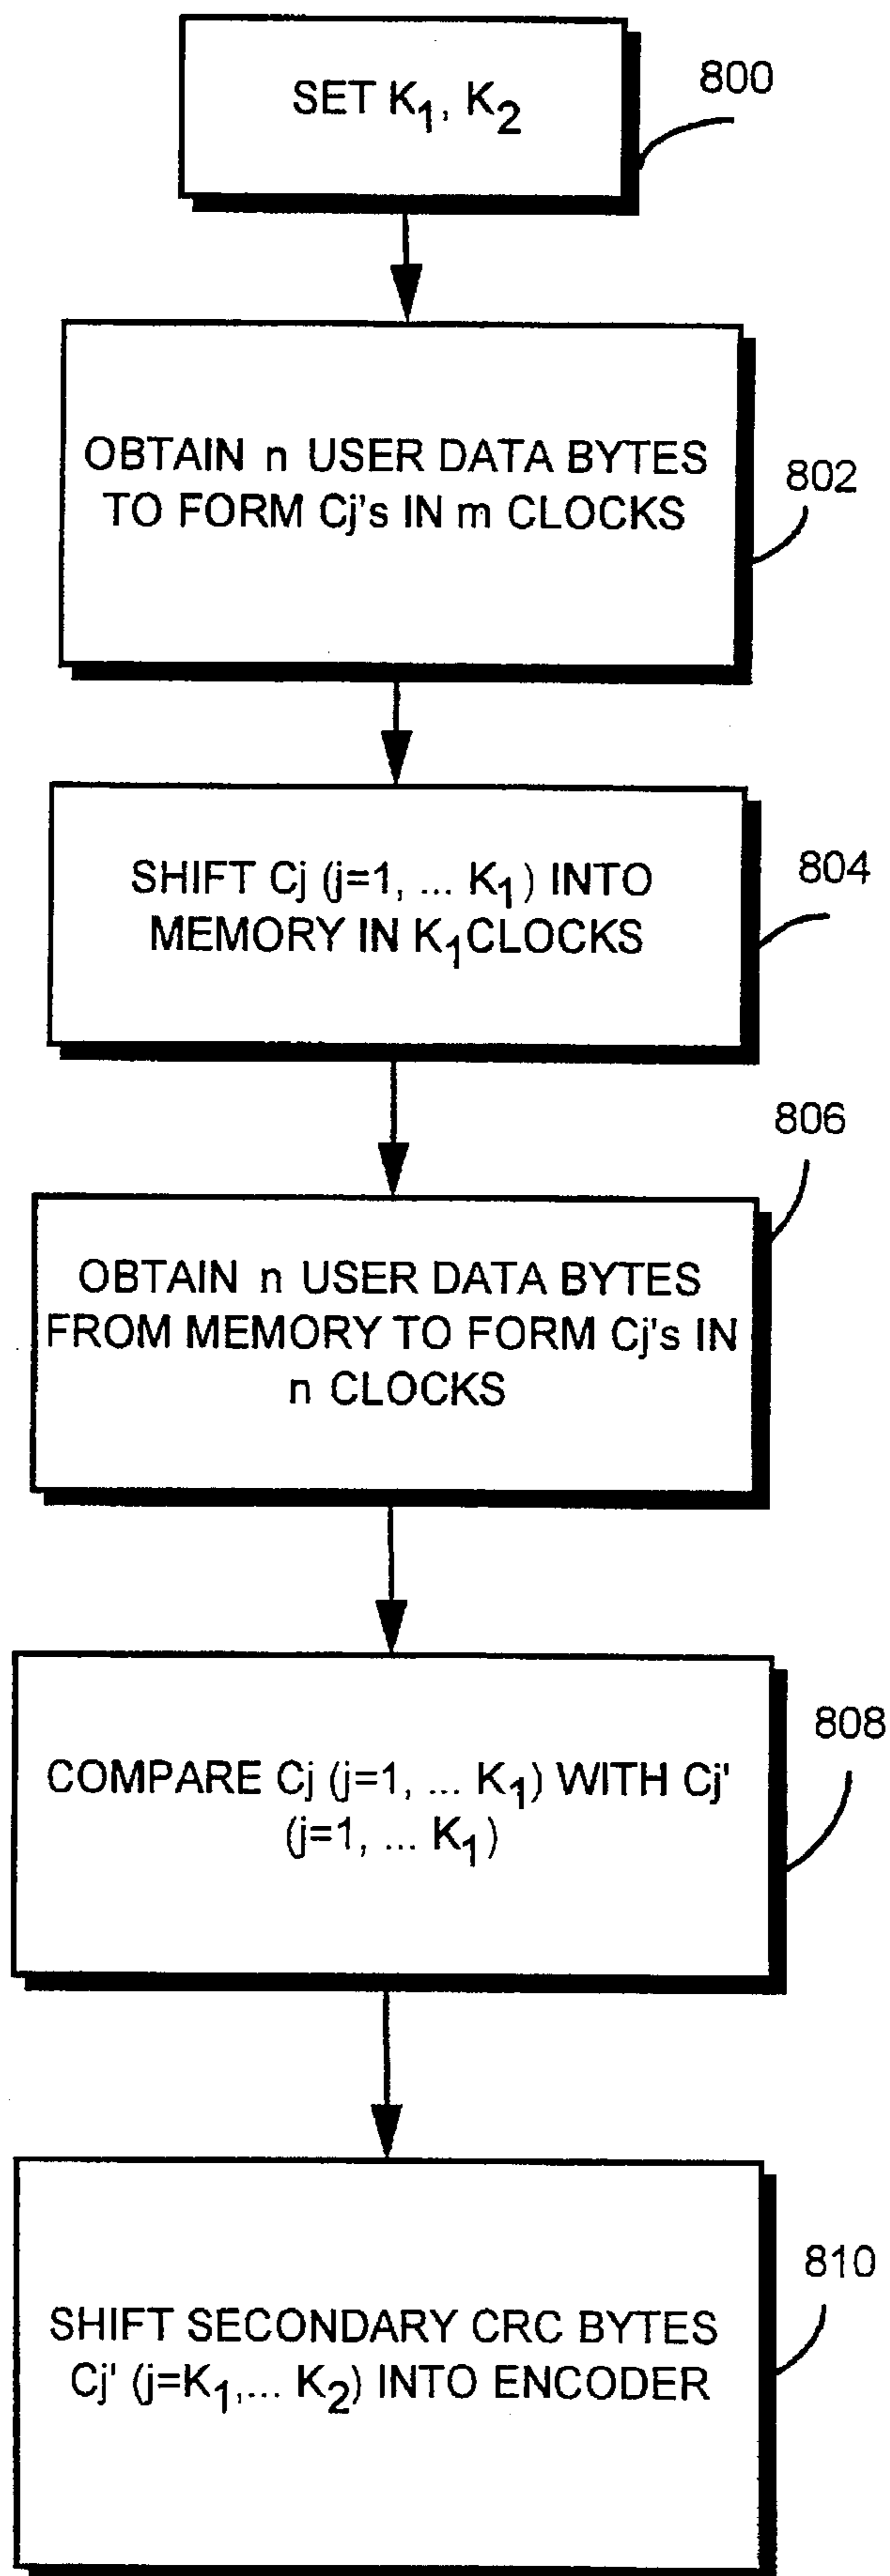 SET K₁, K₂
800
OBTAIN n USER DATA BYTES
TO FORM Cj's IN m CLOCKS
802
SHIFT Cj (j=1, ... K₁) INTO
MEMORY IN K₁CLOCKS
804
OBTAIN n USER DATA BYTES
FROM MEMORY TO FORM Cj's IN
n CLOCKS
806
COMPARE Cj (j=1, ... K₁) WITH Cj'
(j=1, ... K₁)
808
SHIFT SECONDARY CRC BYTES
Cj' (j=K₁,... K₂) INTO ENCODER
810